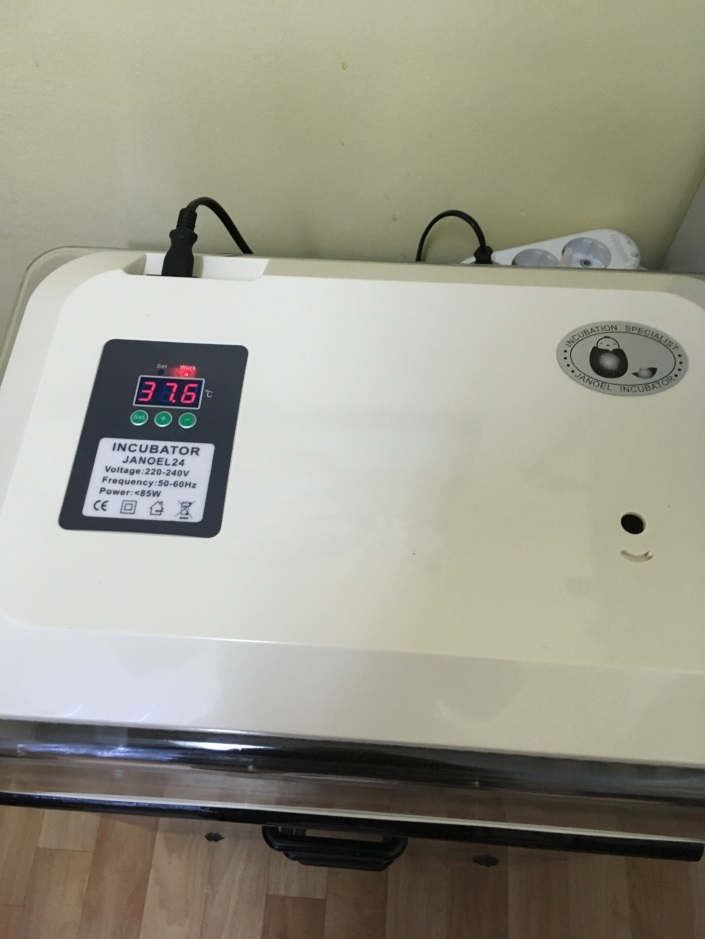 Set Work
37.6 °C
Set + -
INCUBATOR
JANOEL24
Voltage:220-240V
Frequency:50-60Hz
Power:<85W
CE
INCUBATION SPECIALIST
JANOEL INCUBATOR